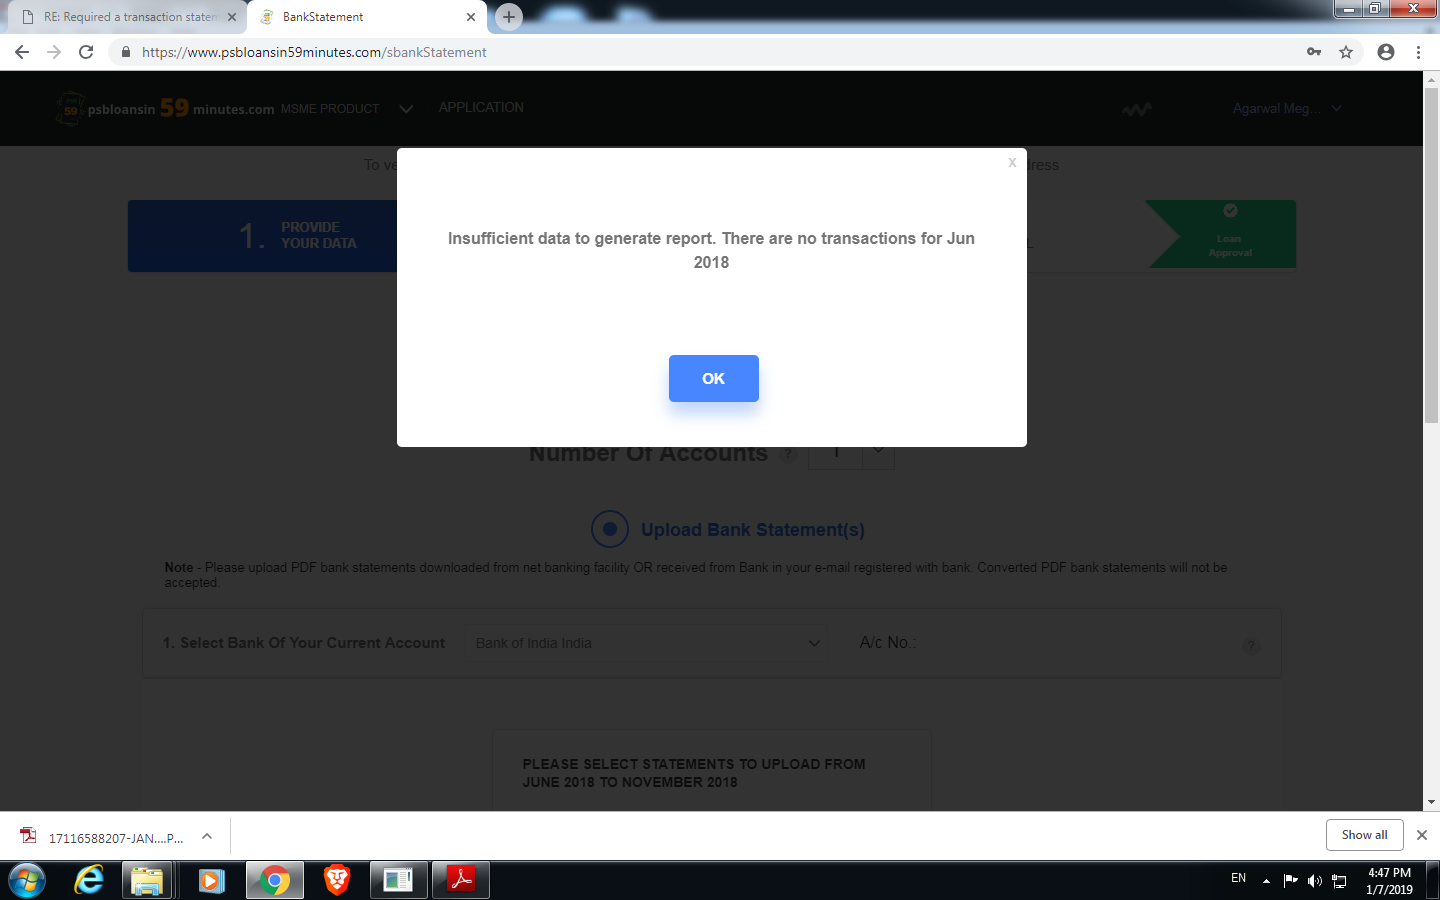 RE: Required a transaction statem
BankStatement
https://www.psbloansin59minutes.com/sbankStatement
59 psbloansin 59 minutes.com MSME PRODUCT APPLICATION Agarwal Meg...
To ve
dress
x
1. PROVIDE
YOUR DATA
Loan
Approval
Insufficient data to generate report. There are no transactions for Jun
2018
OK
Number Of Accounts ? 1
Upload Bank Statement(s)
Note - Please upload PDF bank statements downloaded from net banking facility OR received from Bank in your e-mail registered with bank. Converted PDF bank statements will not be
accepted.
1. Select Bank Of Your Current Account Bank of India India A/c No.: ?
PLEASE SELECT STATEMENTS TO UPLOAD FROM
JUNE 2018 TO NOVEMBER 2018
17116588207-JAN....P... Show all
EN 4:47 PM
1/7/2019